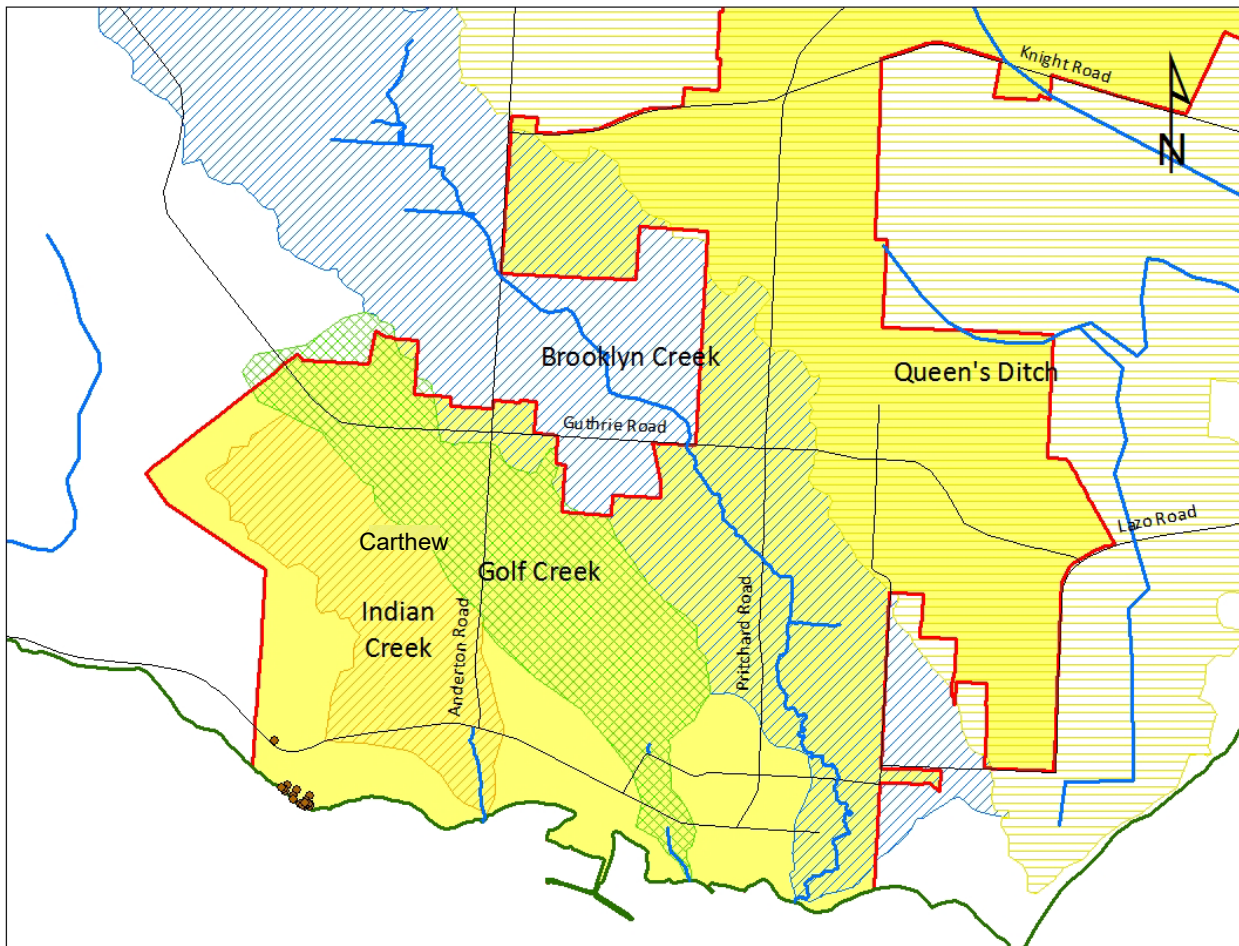 Knight Road
N
Brooklyn Creek
Queen's Ditch
Guthrie Road
Lazo Road
Carthew
Golf Creek
Indian
Creek
Anderton Road
Pritchard Road